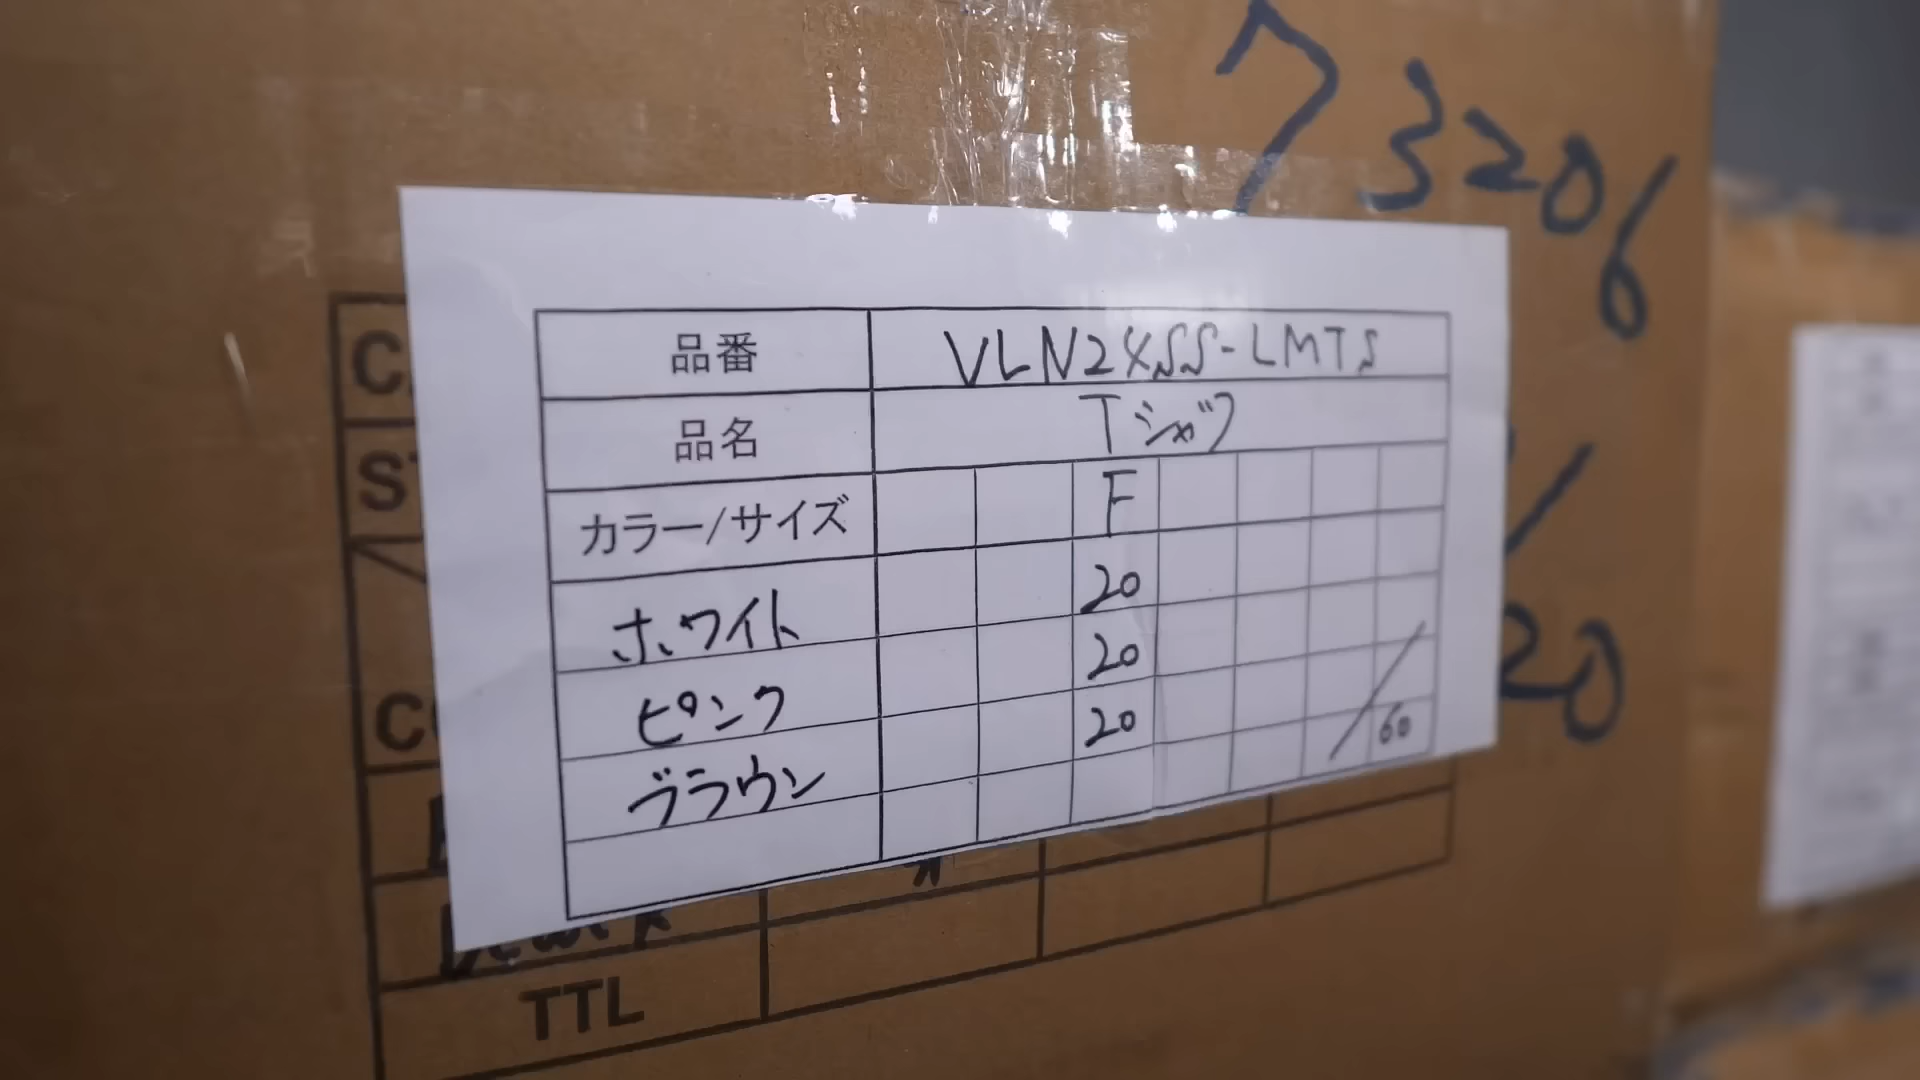 73206
品番 VLN24SS-LMTS
品名 Tシャツ
カラー/サイズ F
ホワイト 20
ピンク 20
ブラウン 20
60
20
TTL